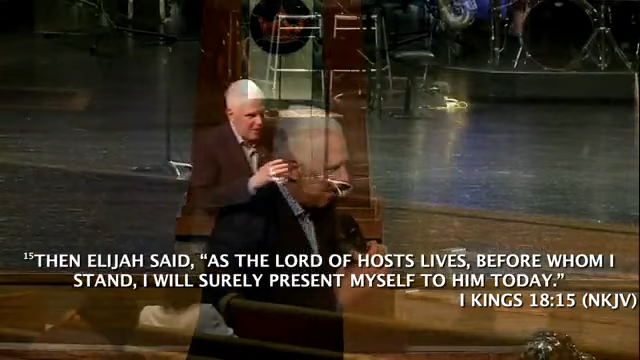 ¹⁵THEN ELIJAH SAID, “AS THE LORD OF HOSTS LIVES, BEFORE WHOM I
STAND, I WILL SURELY PRESENT MYSELF TO HIM TODAY.”
I KINGS 18:15 (NKJV)